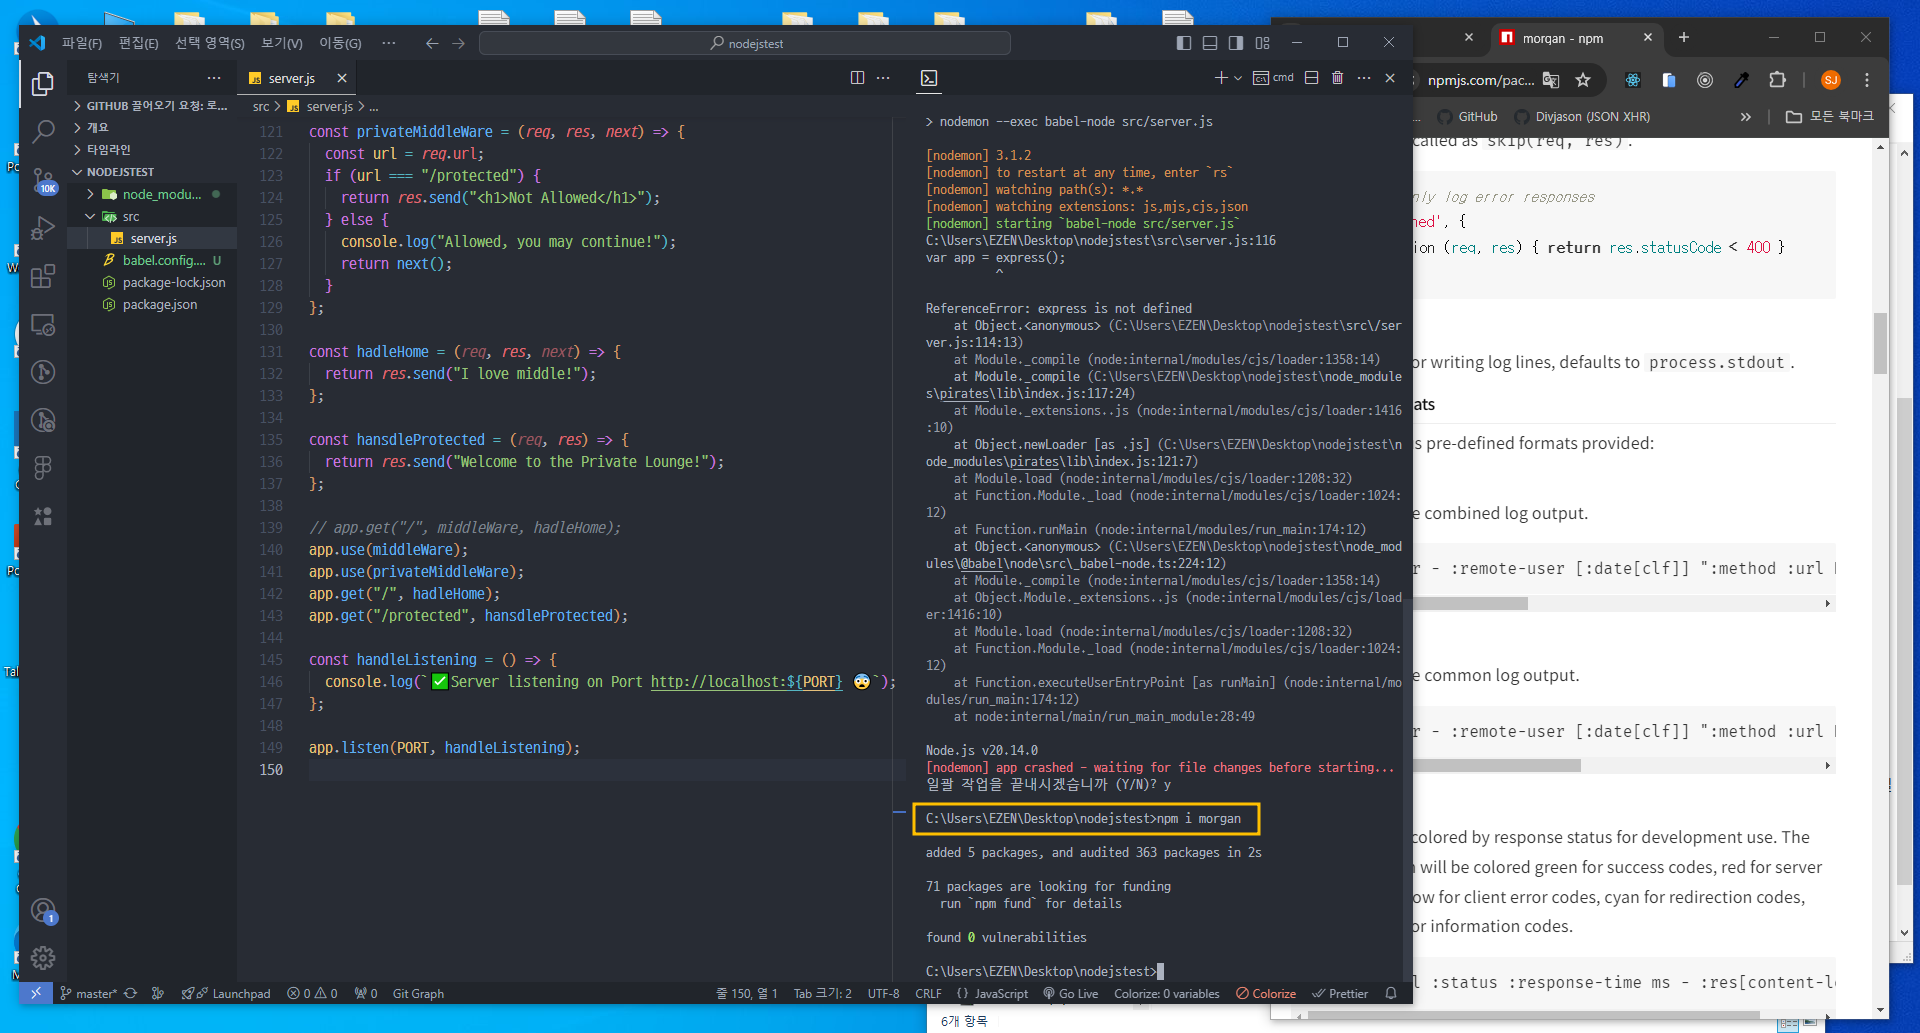 파일(F) 편집(E) 선택 영역(S) 보기(V) 이동(G) ··· nodejstest
탐색기 ···
GITHUB 끌어오기 요청: 로...
개요
타임라인
NODEJSTEST
node_modu...
src
server.js
babel.config.... U
package-lock.json
package.json
10K
1
server.js
src > server.js > ...
121 const privateMiddleWare = (req, res, next) => {
122 const url = req.url;
123 if (url === "/protected") {
124 return res.send("<h1>Not Allowed</h1>");
125 } else {
126 console.log("Allowed, you may continue!");
127 return next();
128 }
129 };
130
131 const hadleHome = (req, res, next) => {
132 return res.send("I love middle!");
133 };
134
135 const hansdleProtected = (req, res) => {
136 return res.send("Welcome to the Private Lounge!");
137 };
138
139 // app.get("/", middleWare, hadleHome);
140 app.use(middleWare);
141 app.use(privateMiddleWare);
142 app.get("/", hadleHome);
143 app.get("/protected", hansdleProtected);
144
145 const handleListening = () => {
146 console.log(`✅Server listening on Port http://localhost:${PORT} 😨`);
147 };
148
149 app.listen(PORT, handleListening);
150
cmd
> nodemon --exec babel-node src/server.js
[nodemon] 3.1.2
[nodemon] to restart at any time, enter `rs`
[nodemon] watching path(s): *.*
[nodemon] watching extensions: js,mjs,cjs,json
[nodemon] starting `babel-node src/server.js`
C:\Users\EZEN\Desktop\nodejstest\src\server.js:116
var app = express();
^
ReferenceError: express is not defined
at Object.<anonymous> (C:\Users\EZEN\Desktop\nodejstest\src\/ser
ver.js:114:13)
at Module._compile (node:internal/modules/cjs/loader:1358:14)
at Module._compile (C:\Users\EZEN\Desktop\nodejstest\node_module
s\pirates\lib\index.js:117:24)
at Module._extensions..js (node:internal/modules/cjs/loader:1416
:10)
at Object.newLoader [as .js] (C:\Users\EZEN\Desktop\nodejstest\n
ode_modules\pirates\lib\index.js:121:7)
at Module.load (node:internal/modules/cjs/loader:1208:32)
at Function.Module._load (node:internal/modules/cjs/loader:1024:
12)
at Function.runMain (node:internal/modules/run_main:174:12)
at Object.<anonymous> (C:\Users\EZEN\Desktop\nodejstest\node_mod
ules\@babel\node\src\_babel-node.ts:224:12)
at Module._compile (node:internal/modules/cjs/loader:1358:14)
at Object.Module._extensions..js (node:internal/modules/cjs/load
er:1416:10)
at Module.load (node:internal/modules/cjs/loader:1208:32)
at Function.Module._load (node:internal/modules/cjs/loader:1024:
12)
at Function.executeUserEntryPoint [as runMain] (node:internal/mo
dules/run_main:174:12)
at node:internal/main/run_main_module:28:49
Node.js v20.14.0
[nodemon] app crashed - waiting for file changes before starting...
일괄 작업을 끝내시겠습니까 (Y/N)? y
C:\Users\EZEN\Desktop\nodejstest>npm i morgan
added 5 packages, and audited 363 packages in 2s
71 packages are looking for funding
run `npm fund` for details
found 0 vulnerabilities
C:\Users\EZEN\Desktop\nodejstest>
master* Launchpad 0 0 0 Git Graph 줄 150, 열 1 Tab 크기: 2 UTF-8 CRLF {} JavaScript Go Live Colorize: 0 variables Colorize Prettier
morgan - npm
npmjs.com/pac... SJ
GitHub Divjason (JSON XHR) » 모든 북마크
called as skip(req, res).
only log error responses
ned', {
ion (req, res) { return res.statusCode < 400 }
or writing log lines, defaults to process.stdout.
ats
s pre-defined formats provided:
e combined log output.
r - :remote-user [:date[clf]] ":method :url
e common log output.
r - :remote-user [:date[clf]] ":method :url
colored by response status for development use. The
will be colored green for success codes, red for server
ow for client error codes, cyan for redirection codes,
or information codes.
l :status :response-time ms - :res[content-le
6개 항목